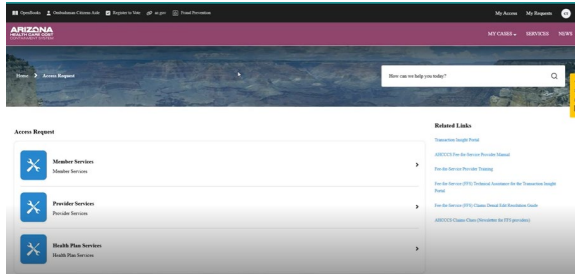 OpenBooks
Ombudsman-Citizens Aide
Register to Vote
az.gov
Fraud Prevention
My Access
My Requests
ARIZONA
HEALTH CARE COST
CONTAINMENT SYSTEM
MY CASES
SERVICES
NEWS
Home
Access Request
How can we help you today?
Access Request
Member Services
Member Services
Provider Services
Provider Services
Health Plan Services
Health Plan Services
Related Links
Transaction Insight Portal
AHCCCS Fee-for-Service Provider Manual
Fee-for-Service Provider Training
Fee-for-Service (FFS) Technical Assistance for the Transaction Insight
Portal
Fee-for-Service (FFS) Claims Denial Edit Resolution Guide
AHCCCS Claims Clues (Newsletter for FFS providers)